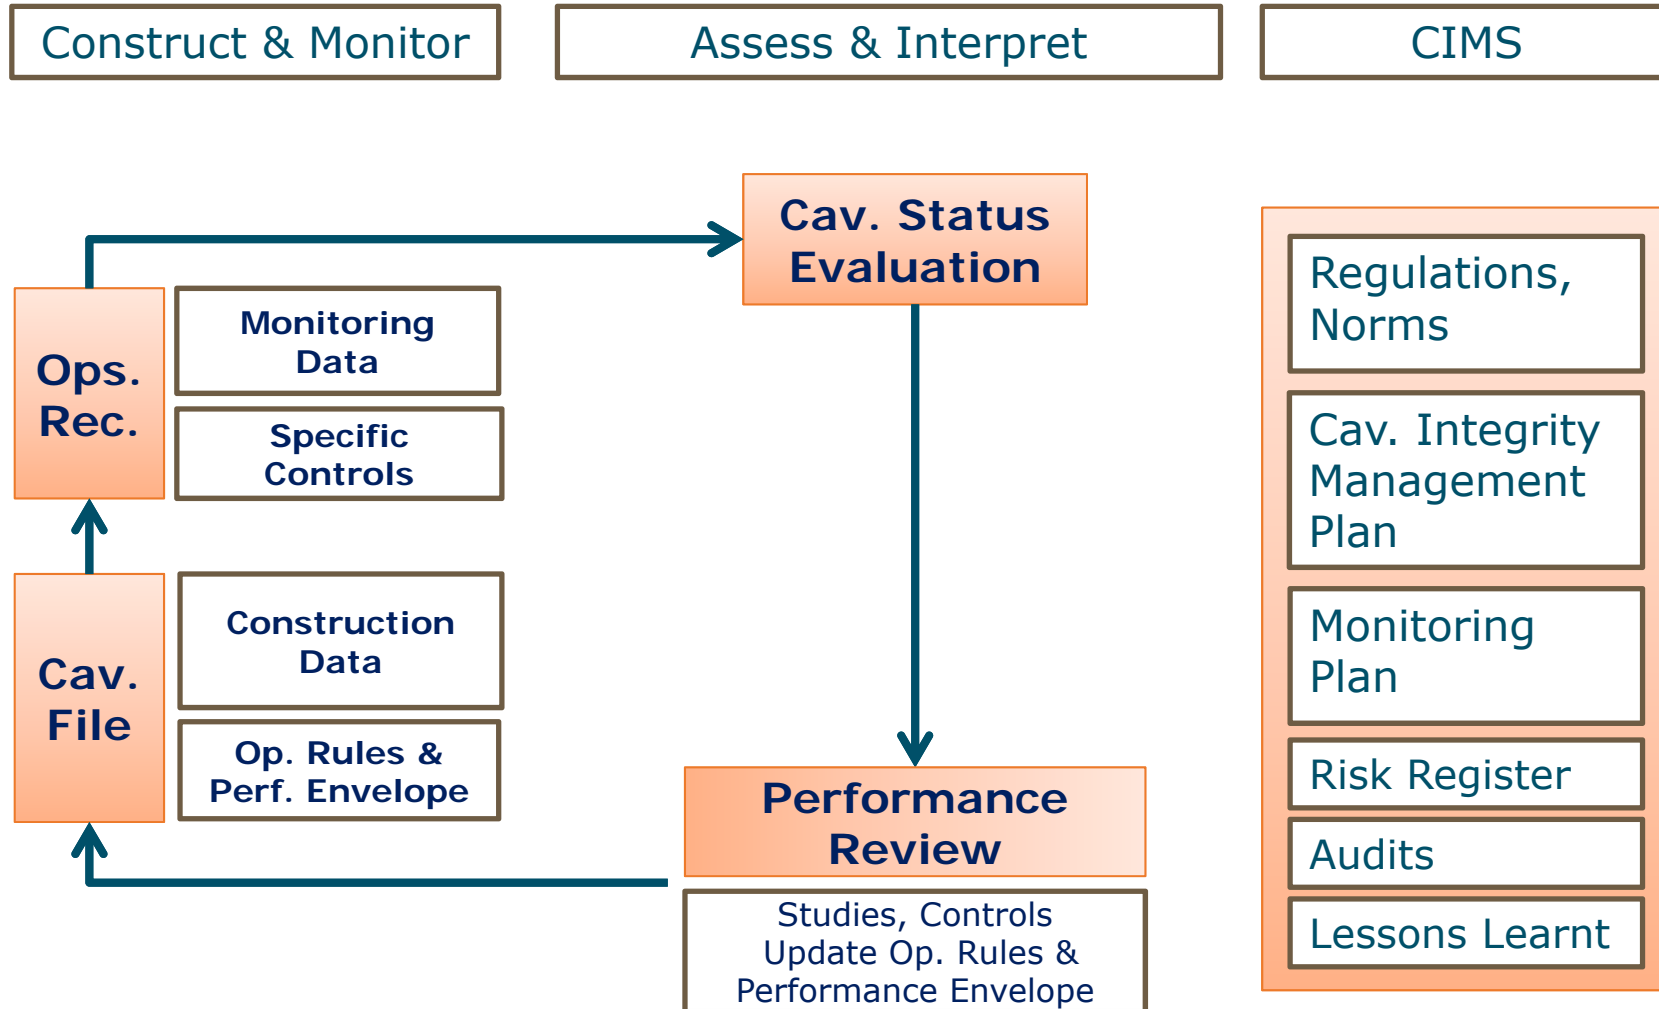 Construct & Monitor
Assess & Interpret
CIMS
Cav. Status
Evaluation
Ops.
Rec.
Monitoring
Data
Specific
Controls
Cav.
File
Construction
Data
Op. Rules &
Perf. Envelope
Performance
Review
Studies, Controls
Update Op. Rules &
Performance Envelope
Regulations,
Norms
Cav. Integrity
Management
Plan
Monitoring
Plan
Risk Register
Audits
Lessons Learnt